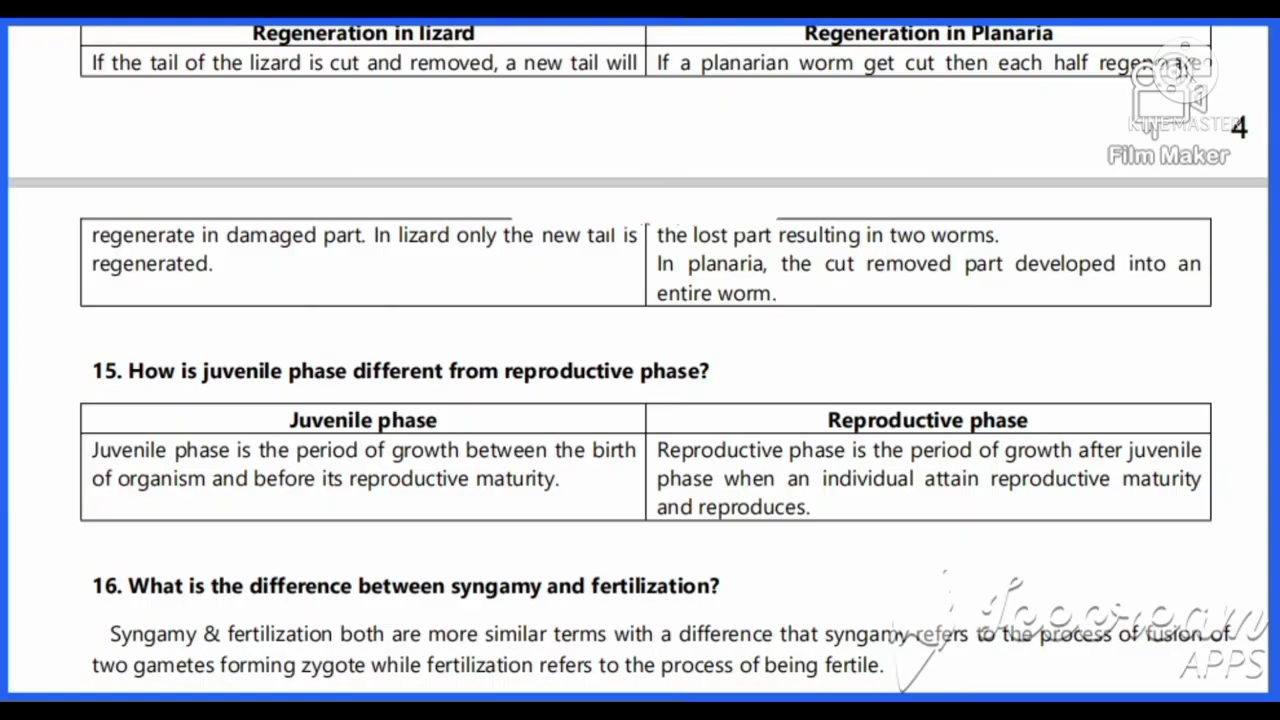 Regeneration in lizard
Regeneration in Planaria
If the tail of the lizard is cut and removed, a new tail will
If a planarian worm get cut then each half regenerate
KINEMASTER
4
Film Maker
regenerate in damaged part. In lizard only the new tail is
regenerated.
the lost part resulting in two worms.
In planaria, the cut removed part developed into an
entire worm.
15. How is juvenile phase different from reproductive phase?
Juvenile phase
Reproductive phase
Juvenile phase is the period of growth between the birth
of organism and before its reproductive maturity.
Reproductive phase is the period of growth after juvenile
phase when an individual attain reproductive maturity
and reproduces.
16. What is the difference between syngamy and fertilization?
Syngamy & fertilization both are more similar terms with a difference that syngamy refers to the process of fusion of
two gametes forming zygote while fertilization refers to the process of being fertile.
Icecream
APPS